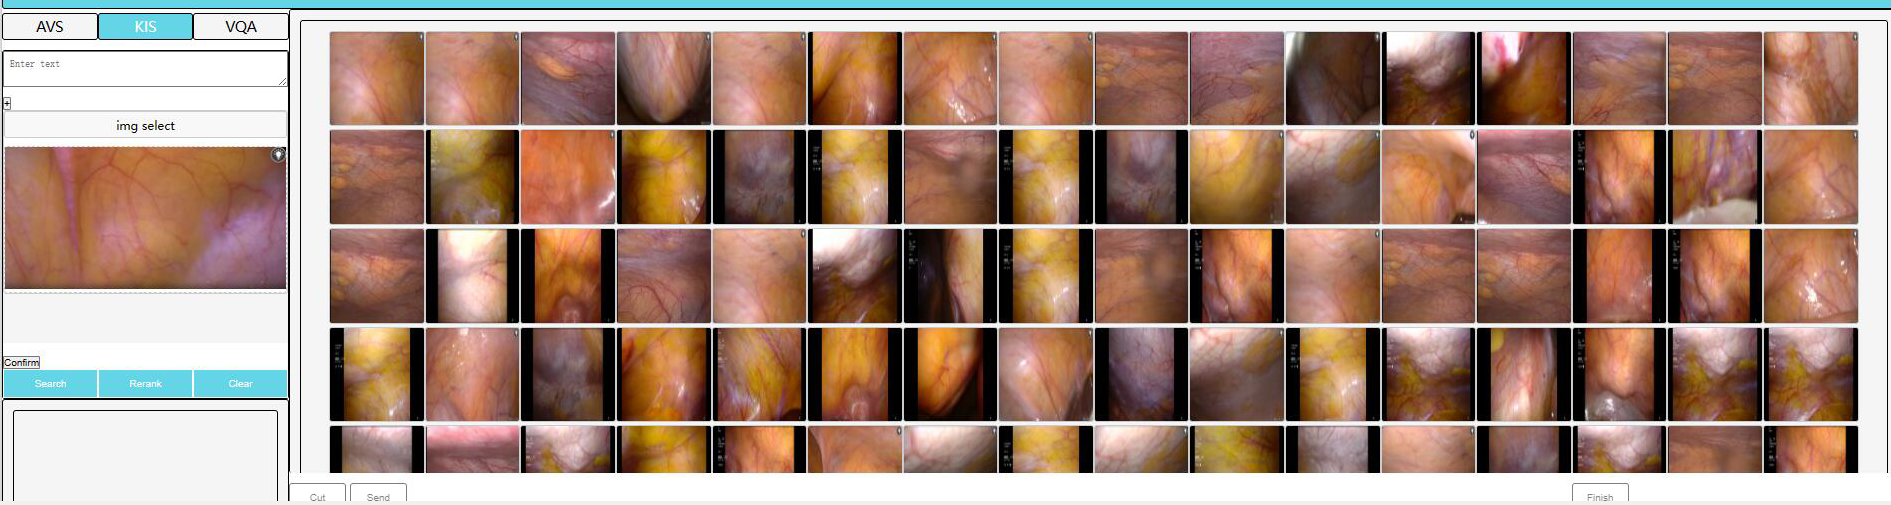 AVS KIS VQA
Enter text
+
img select
Confirm
Search Rerank Clear
Cut Send Finish